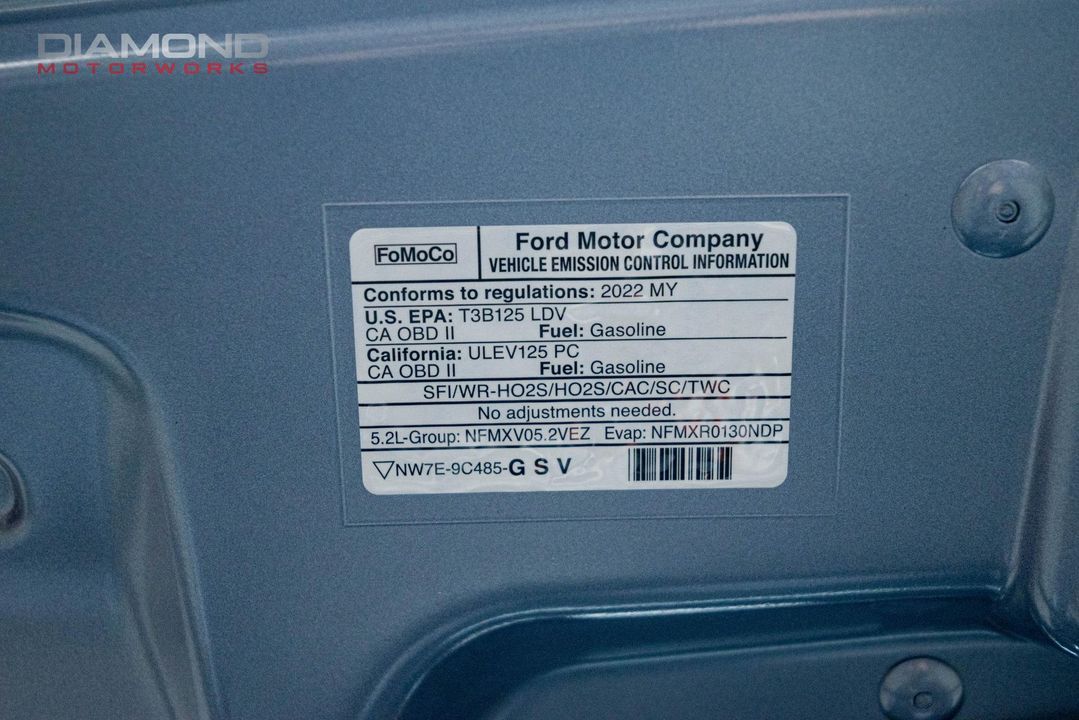 DIAMOND
MOTORWORKS
FoMoCo
Ford Motor Company
VEHICLE EMISSION CONTROL INFORMATION
Conforms to regulations: 2022 MY
U.S. EPA: T3B125 LDV
CA OBD II Fuel: Gasoline
California: ULEV125 PC
CA OBD II Fuel: Gasoline
SFI/WR-HO2S/HO2S/CAC/SC/TWC
No adjustments needed.
5.2L-Group: NFMXV05.2VEZ Evap: NFMXR0130NDP
▽NW7E-9C485-G S V